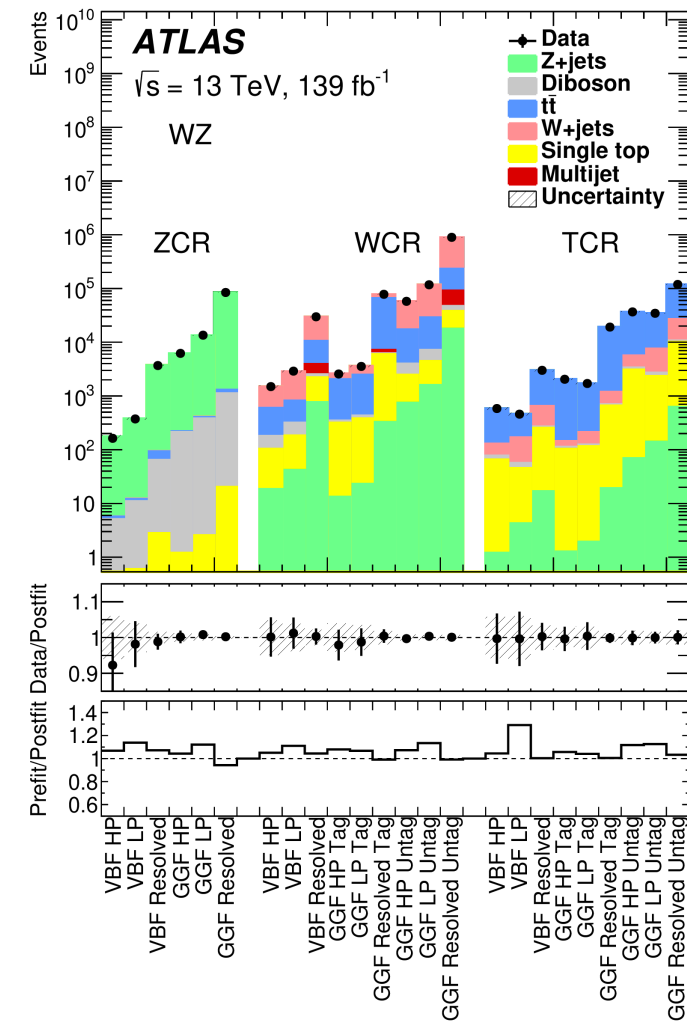 Events
10^10
10^9
10^8
10^7
10^6
10^5
10^4
10^3
10^2
10
1
ATLAS
√s = 13 TeV, 139 fb^-1
WZ
ZCR
WCR
TCR
Data
Z+jets
Diboson
tt̄
W+jets
Single top
Multijet
Uncertainty
Data/Postfit
1.1
1
0.9
Prefit/Postfit
1.4
1.2
1
0.8
0.6
VBF HP
VBF LP
VBF Resolved
GGF HP
GGF LP
GGF Resolved
VBF HP
VBF LP
VBF Resolved
GGF HP Tag
GGF LP Tag
GGF Resolved Tag
GGF HP Untag
GGF LP Untag
GGF Resolved Untag
VBF HP
VBF LP
VBF Resolved
GGF HP Tag
GGF LP Tag
GGF Resolved Tag
GGF HP Untag
GGF LP Untag
GGF Resolved Untag